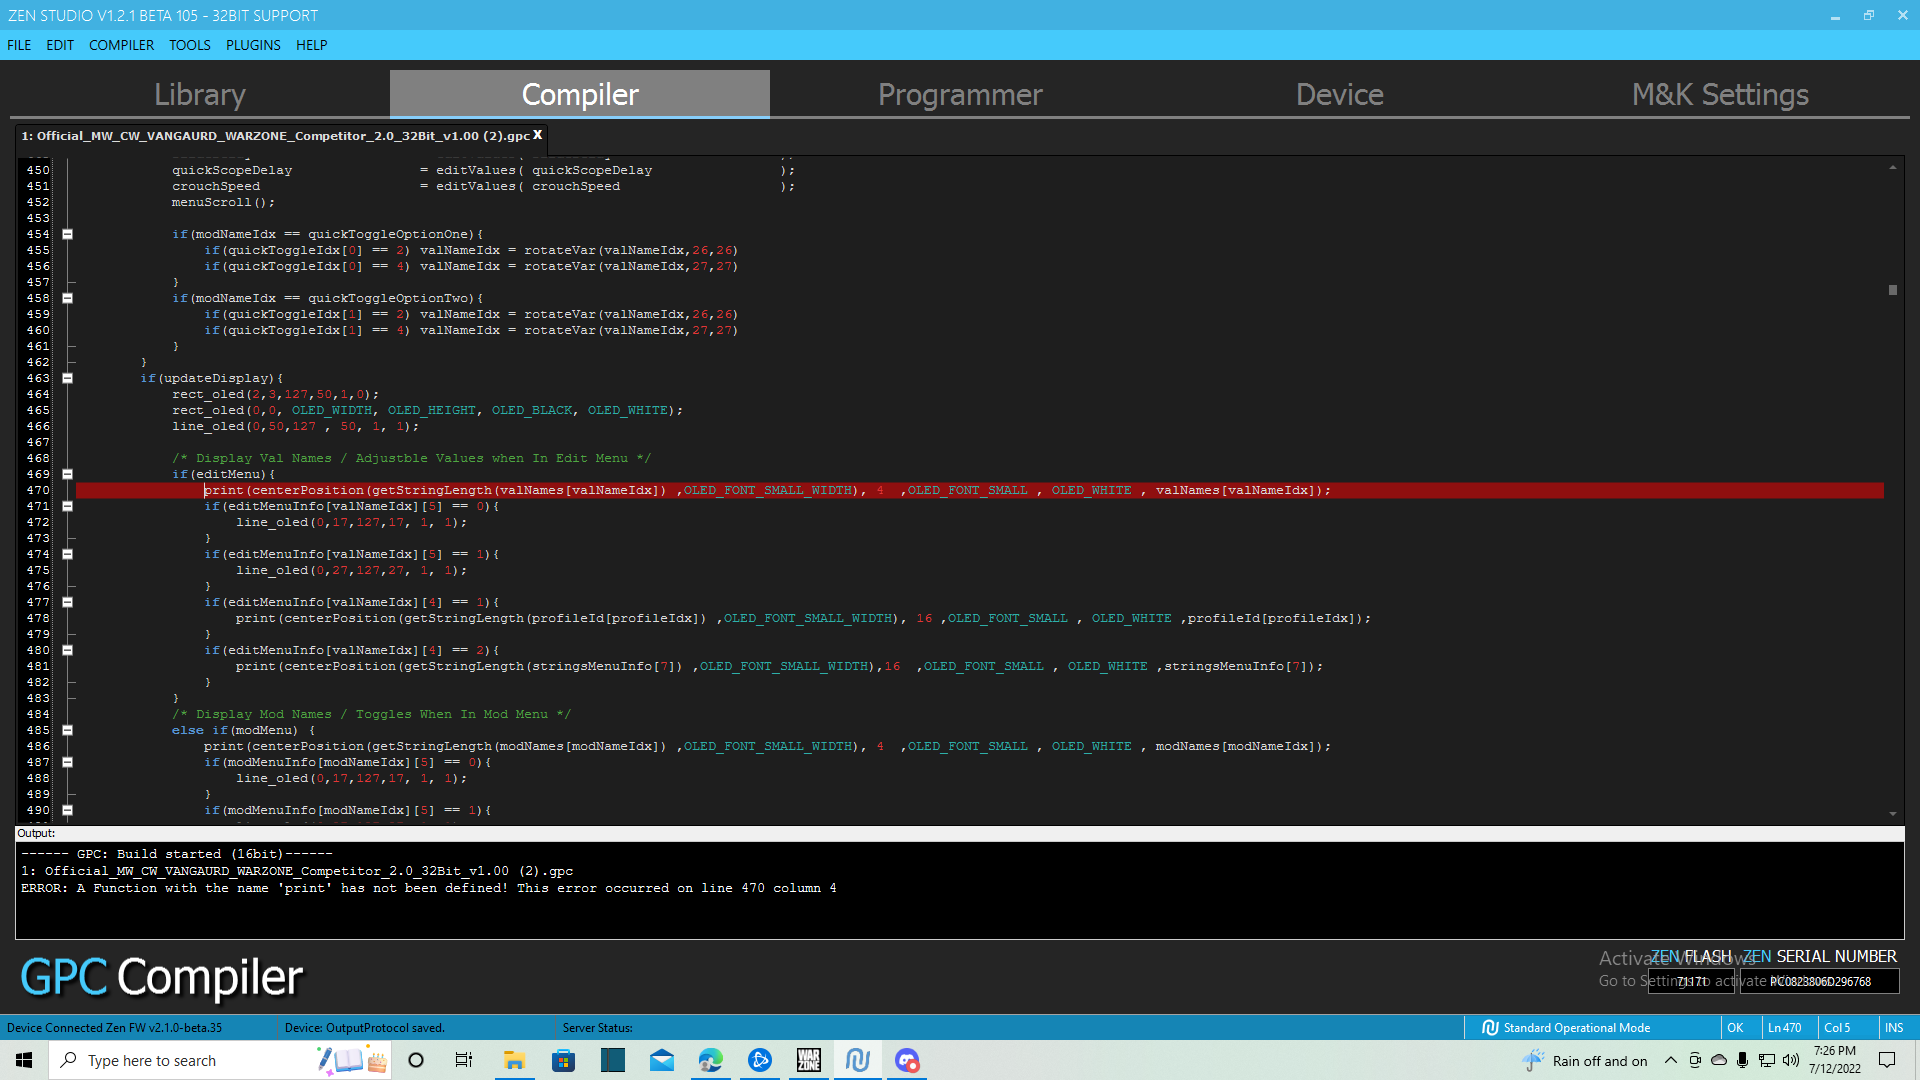 ZEN STUDIO V1.2.1 BETA 105 - 32BIT SUPPORT
FILE EDIT COMPILER TOOLS PLUGINS HELP
Library Compiler Programmer Device M&K Settings
1: Official_MW_CW_VANGAURD_WARZONE_Competitor_2.0_32Bit_v1.00 (2).gpc X
450 quickScopeDelay = editValues( quickScopeDelay );
451 crouchSpeed = editValues( crouchSpeed );
452 menuScroll();
453
454 if(modNameIdx == quickToggleOptionOne){
455 if(quickToggleIdx[0] == 2) valNameIdx = rotateVar(valNameIdx,26,26)
456 if(quickToggleIdx[0] == 4) valNameIdx = rotateVar(valNameIdx,27,27)
457 }
458 if(modNameIdx == quickToggleOptionTwo){
459 if(quickToggleIdx[1] == 2) valNameIdx = rotateVar(valNameIdx,26,26)
460 if(quickToggleIdx[1] == 4) valNameIdx = rotateVar(valNameIdx,27,27)
461 }
462 }
463 if(updateDisplay){
464 rect_oled(2,3,127,50,1,0);
465 rect_oled(0,0, OLED_WIDTH, OLED_HEIGHT, OLED_BLACK, OLED_WHITE);
466 line_oled(0,50,127 , 50, 1, 1);
467
468 /* Display Val Names / Adjustble Values when In Edit Menu */
469 if(editMenu){
470 print(centerPosition(getStringLength(valNames[valNameIdx]) ,OLED_FONT_SMALL_WIDTH), 4 ,OLED_FONT_SMALL , OLED_WHITE , valNames[valNameIdx]);
471 if(editMenuInfo[valNameIdx][5] == 0){
472 line_oled(0,17,127,17, 1, 1);
473 }
474 if(editMenuInfo[valNameIdx][5] == 1){
475 line_oled(0,27,127,27, 1, 1);
476 }
477 if(editMenuInfo[valNameIdx][4] == 1){
478 print(centerPosition(getStringLength(profileId[profileIdx]) ,OLED_FONT_SMALL_WIDTH), 16 ,OLED_FONT_SMALL , OLED_WHITE ,profileId[profileIdx]);
479 }
480 if(editMenuInfo[valNameIdx][4] == 2){
481 print(centerPosition(getStringLength(stringsMenuInfo[7]) ,OLED_FONT_SMALL_WIDTH),16 ,OLED_FONT_SMALL , OLED_WHITE ,stringsMenuInfo[7]);
482 }
483 }
484 /* Display Mod Names / Toggles When In Mod Menu */
485 else if(modMenu) {
486 print(centerPosition(getStringLength(modNames[modNameIdx]) ,OLED_FONT_SMALL_WIDTH), 4 ,OLED_FONT_SMALL , OLED_WHITE , modNames[modNameIdx]);
487 if(modMenuInfo[modNameIdx][5] == 0){
488 line_oled(0,17,127,17, 1, 1);
489 }
490 if(modMenuInfo[modNameIdx][5] == 1){
Output:
------ GPC: Build started (16bit)------
1: Official_MW_CW_VANGAURD_WARZONE_Competitor_2.0_32Bit_v1.00 (2).gpc
ERROR: A Function with the name 'print' has not been defined! This error occurred on line 470 column 4
GPC Compiler
ZEN FLASH ZEN SERIAL NUMBER
Activate Windows
71171
Go to Settings to activate Windows.
Device Connected Zen FW v2.1.0-beta.35 Device: OutputProtocol saved. Server Status: Standard Operational Mode OK Ln 470 Col 5 INS
Type here to search
WAR ZONE
Rain off and on
7:26 PM
7/12/2022